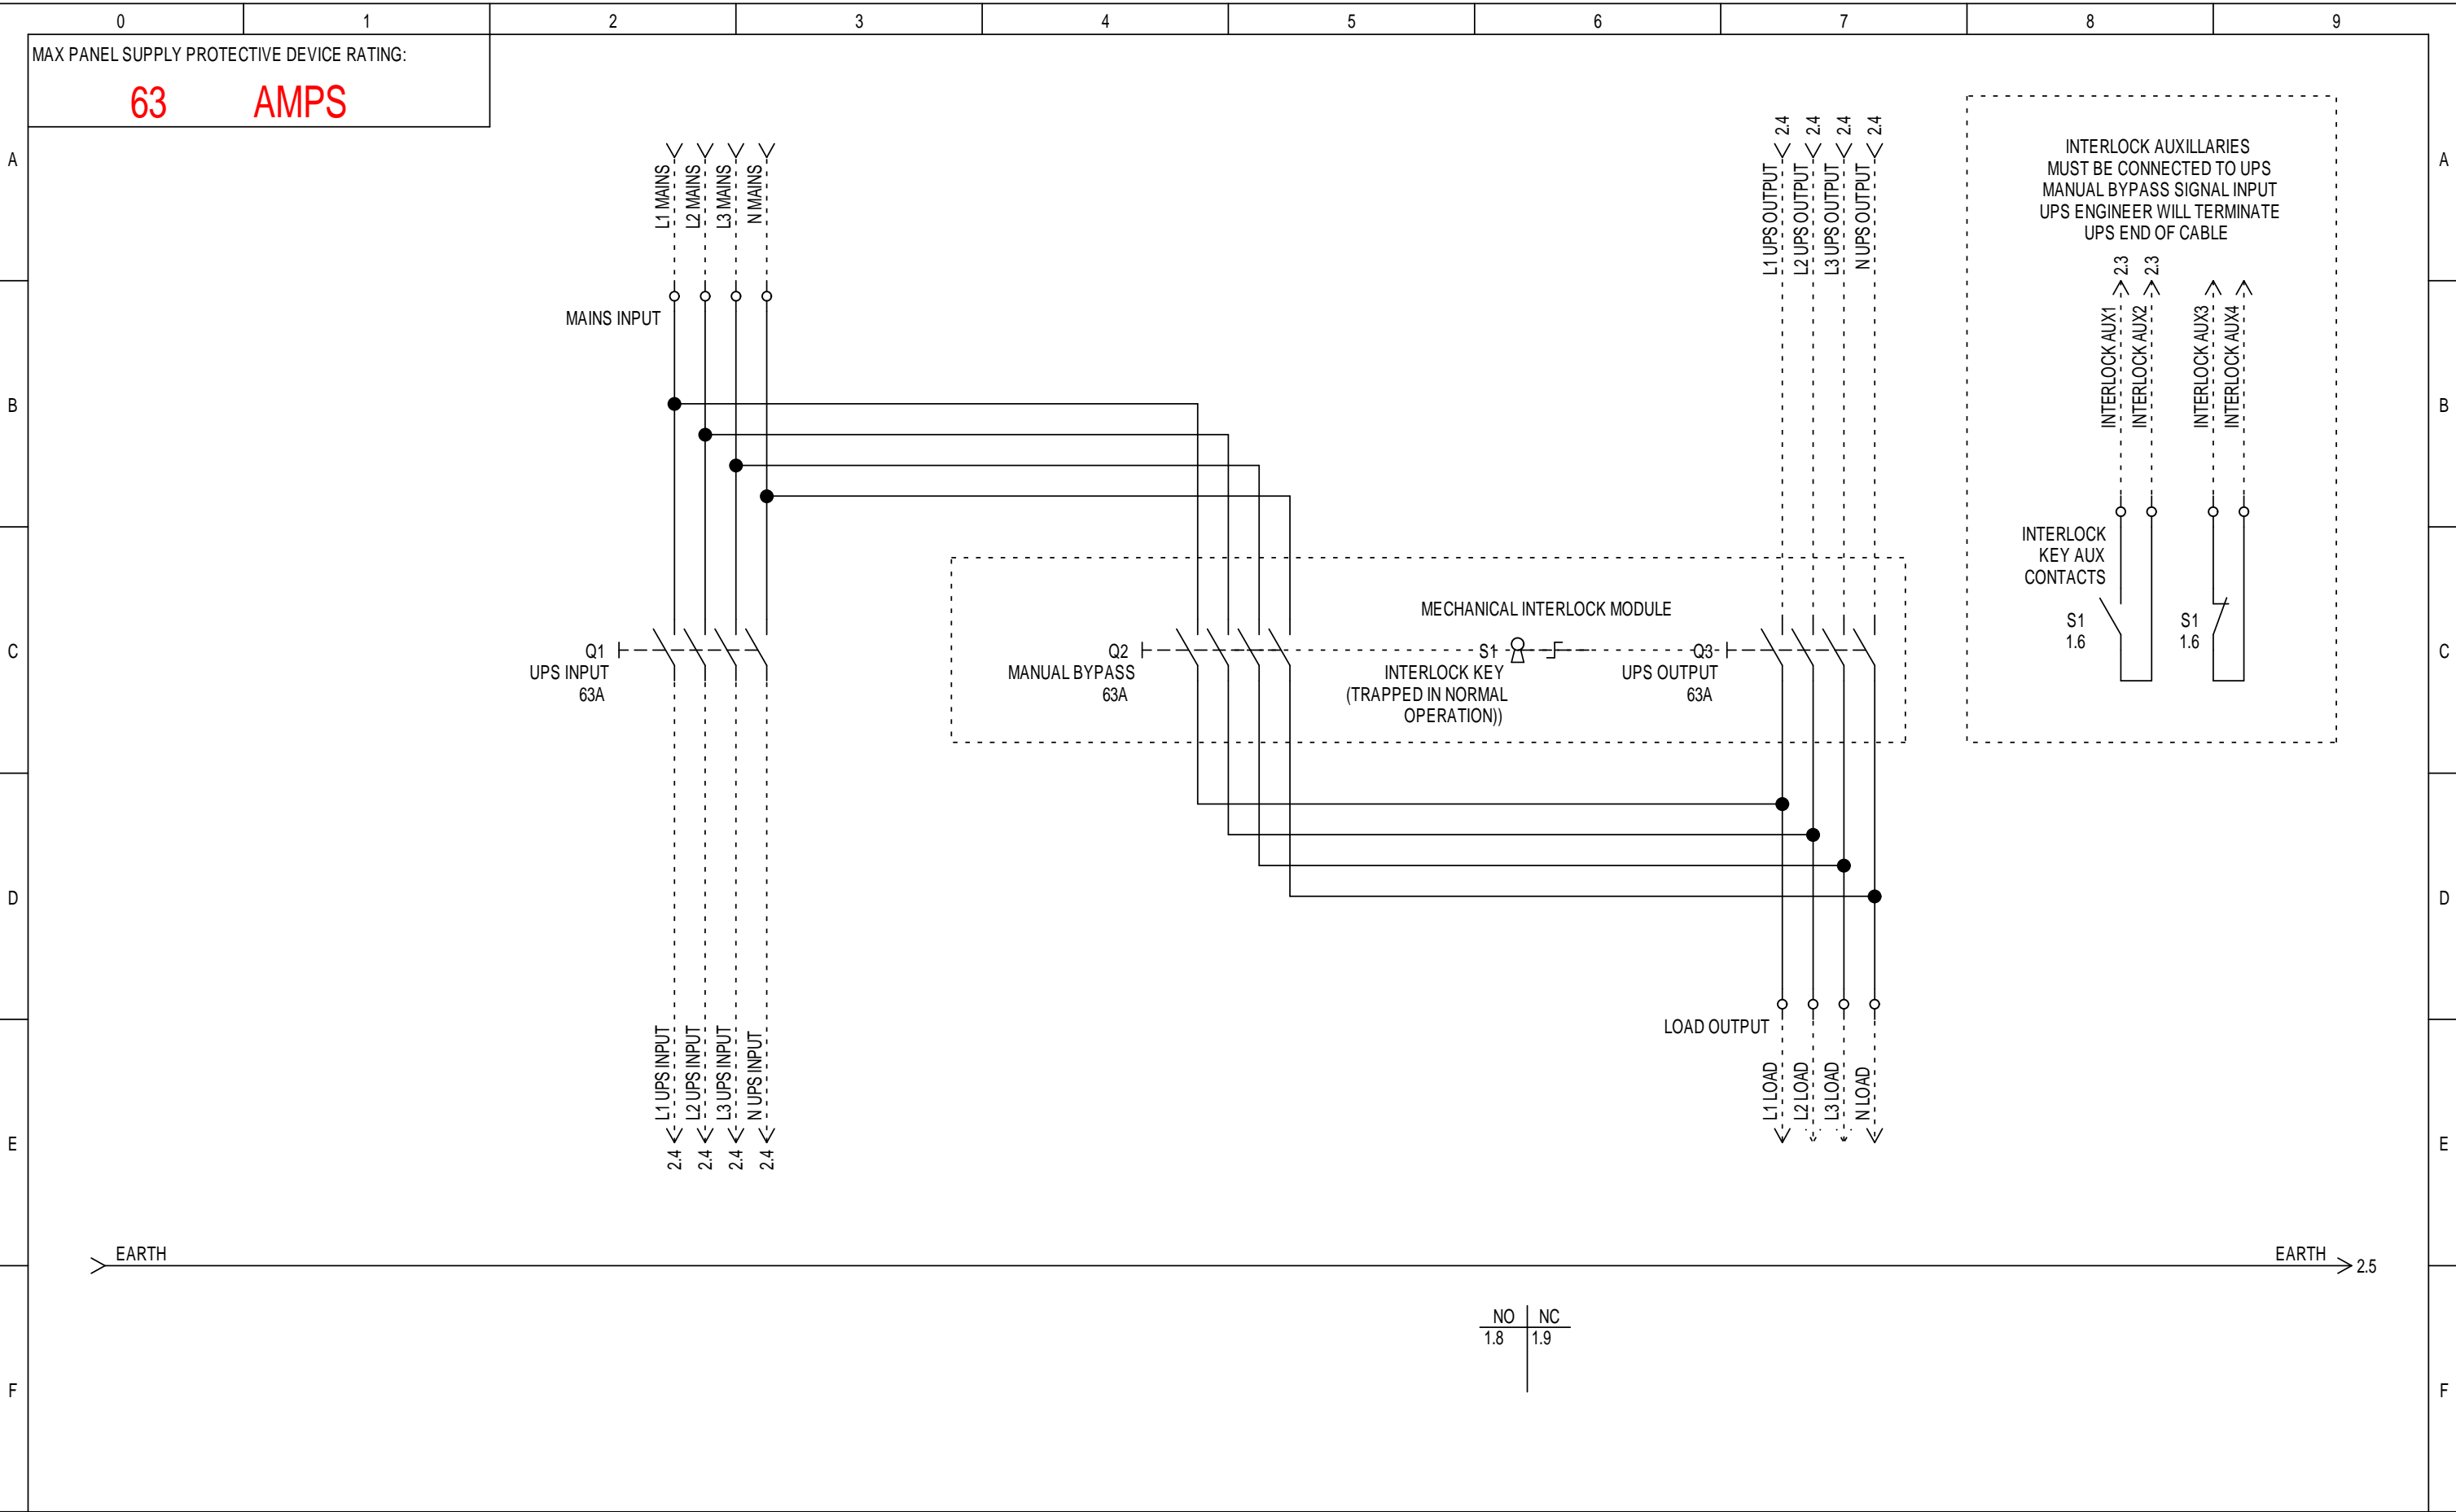 0 1 2 3 4 5 6 7 8 9
MAX PANEL SUPPLY PROTECTIVE DEVICE RATING:
63 AMPS
A
B
C
D
E
F
L1 MAINS
L2 MAINS
L3 MAINS
N MAINS
MAINS INPUT
Q1
UPS INPUT
63A
L1 UPS INPUT
L2 UPS INPUT
L3 UPS INPUT
N UPS INPUT
2.4
2.4
2.4
2.4
MECHANICAL INTERLOCK MODULE
Q2
MANUAL BYPASS
63A
S1
INTERLOCK KEY
(TRAPPED IN NORMAL
OPERATION))
Q3
UPS OUTPUT
63A
2.4
2.4
2.4
2.4
L1 UPS OUTPUT
L2 UPS OUTPUT
L3 UPS OUTPUT
N UPS OUTPUT
LOAD OUTPUT
L1 LOAD
L2 LOAD
L3 LOAD
N LOAD
INTERLOCK AUXILLARIES
MUST BE CONNECTED TO UPS
MANUAL BYPASS SIGNAL INPUT
UPS ENGINEER WILL TERMINATE
UPS END OF CABLE
2.3
2.3
INTERLOCK AUX1
INTERLOCK AUX2
INTERLOCK AUX3
INTERLOCK AUX4
INTERLOCK
KEY AUX
CONTACTS
S1
1.6
S1
1.6
EARTH
EARTH
2.5
NO NC
1.8 1.9
A
B
C
D
E
F